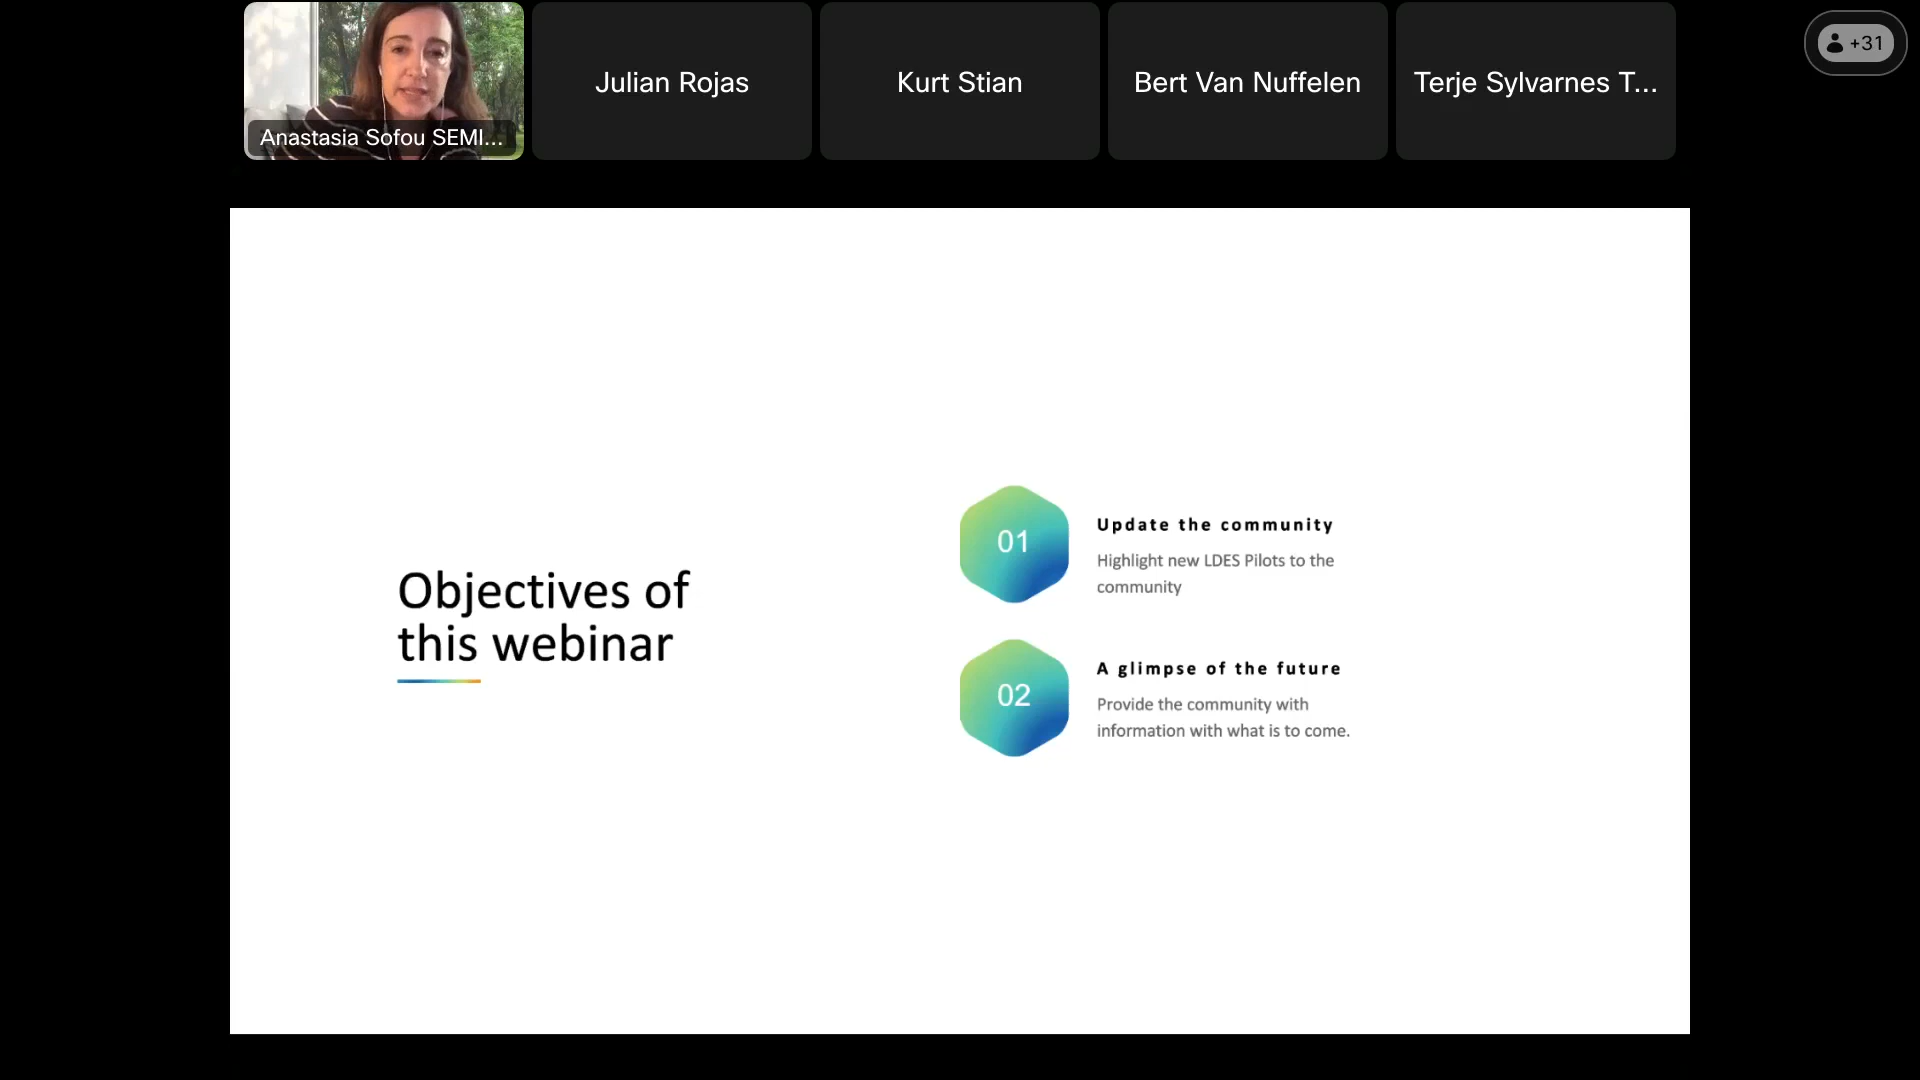 Anastasia Sofou SEMI...
Julian Rojas
Kurt Stian
Bert Van Nuffelen
Terje Sylvarnes T...
+31
Objectives of
this webinar
01
Update the community
Highlight new LDES Pilots to the
community
02
A glimpse of the future
Provide the community with
information with what is to come.